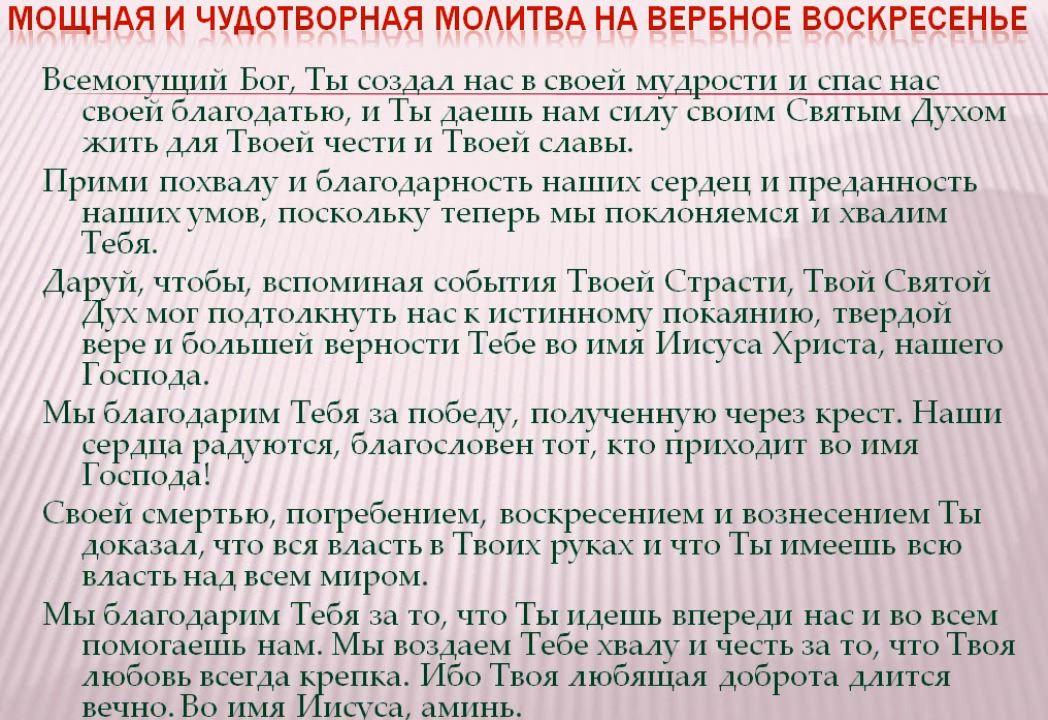 МОЩНАЯ И ЧУДОТВОРНАЯ МОЛИТВА НА ВЕРБНОЕ ВОСКРЕСЕНЬЕ
Всемогущий Бог, Ты создал нас в своей мудрости и спас нас
своей благодатью, и Ты даешь нам силу своим Святым Духом
жить для Твоей чести и Твоей славы.
Прими похвалу и благодарность наших сердец и преданность
наших умов, поскольку теперь мы поклоняемся и хвалим
Тебя.
Даруй, чтобы, вспоминая события Твоей Страсти, Твой Святой
Дух мог подтолкнуть нас к истинному покаянию, твердой
вере и большей верности Тебе во имя Иисуса Христа, нашего
Господа.
Мы благодарим Тебя за победу, полученную через крест. Наши
сердца радуются, благословен тот, кто приходит во имя
Господа!
Своей смертью, погребением, воскресением и вознесением Ты
доказал, что вся власть в Твоих руках и что Ты имеешь всю
власть над всем миром.
Мы благодарим Тебя за то, что Ты идешь впереди нас и во всем
помогаешь нам. Мы воздаем Тебе хвалу и честь за то, что Твоя
любовь всегда крепка. Ибо Твоя любящая доброта длится
вечно. Во имя Иисуса, аминь.